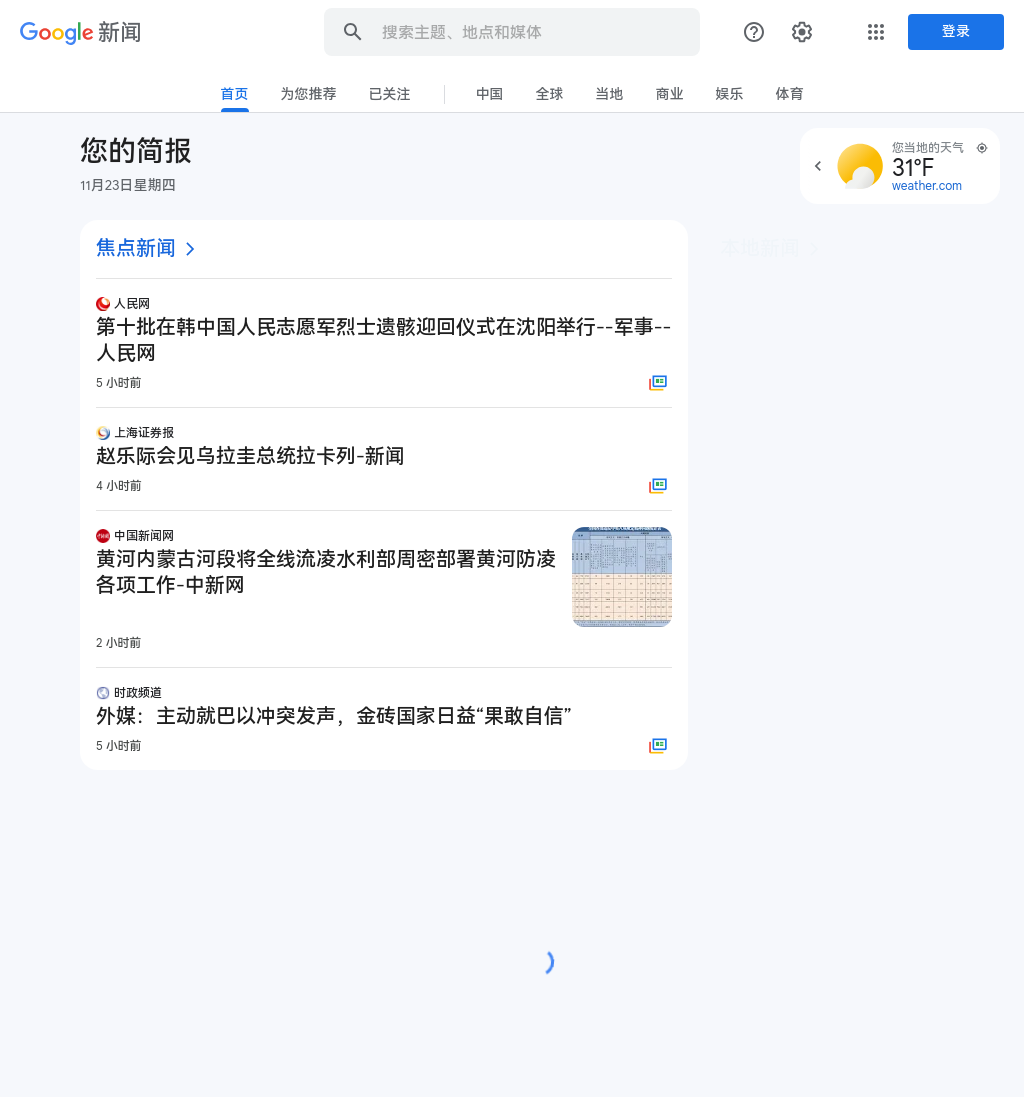 Google 新闻
搜索主题、地点和媒体
登录
首页
为您推荐
已关注
中国
全球
当地
商业
娱乐
体育
您的简报
11月23日星期四
您当地的天气
31°F
weather.com
焦点新闻
本地新闻
人民网
第十批在韩中国人民志愿军烈士遗骸迎回仪式在沈阳举行--军事--
人民网
5 小时前
上海证券报
赵乐际会见乌拉圭总统拉卡列-新闻
4 小时前
中国新闻网
黄河内蒙古河段将全线流凌水利部周密部署黄河防凌
各项工作-中新网
2 小时前
时政频道
外媒：主动就巴以冲突发声，金砖国家日益“果敢自信”
5 小时前